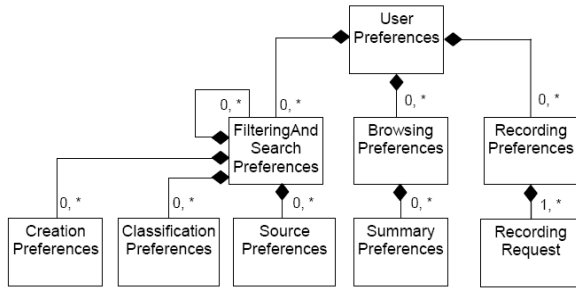 User
Preferences
0, *
0, *
0, *
0, *
FilteringAnd
Search
Preferences
Browsing
Preferences
Recording
Preferences
0, *
0, *
0, *
0, *
1, *
Creation
Preferences
Classification
Preferences
Source
Preferences
Summary
Preferences
Recording
Request